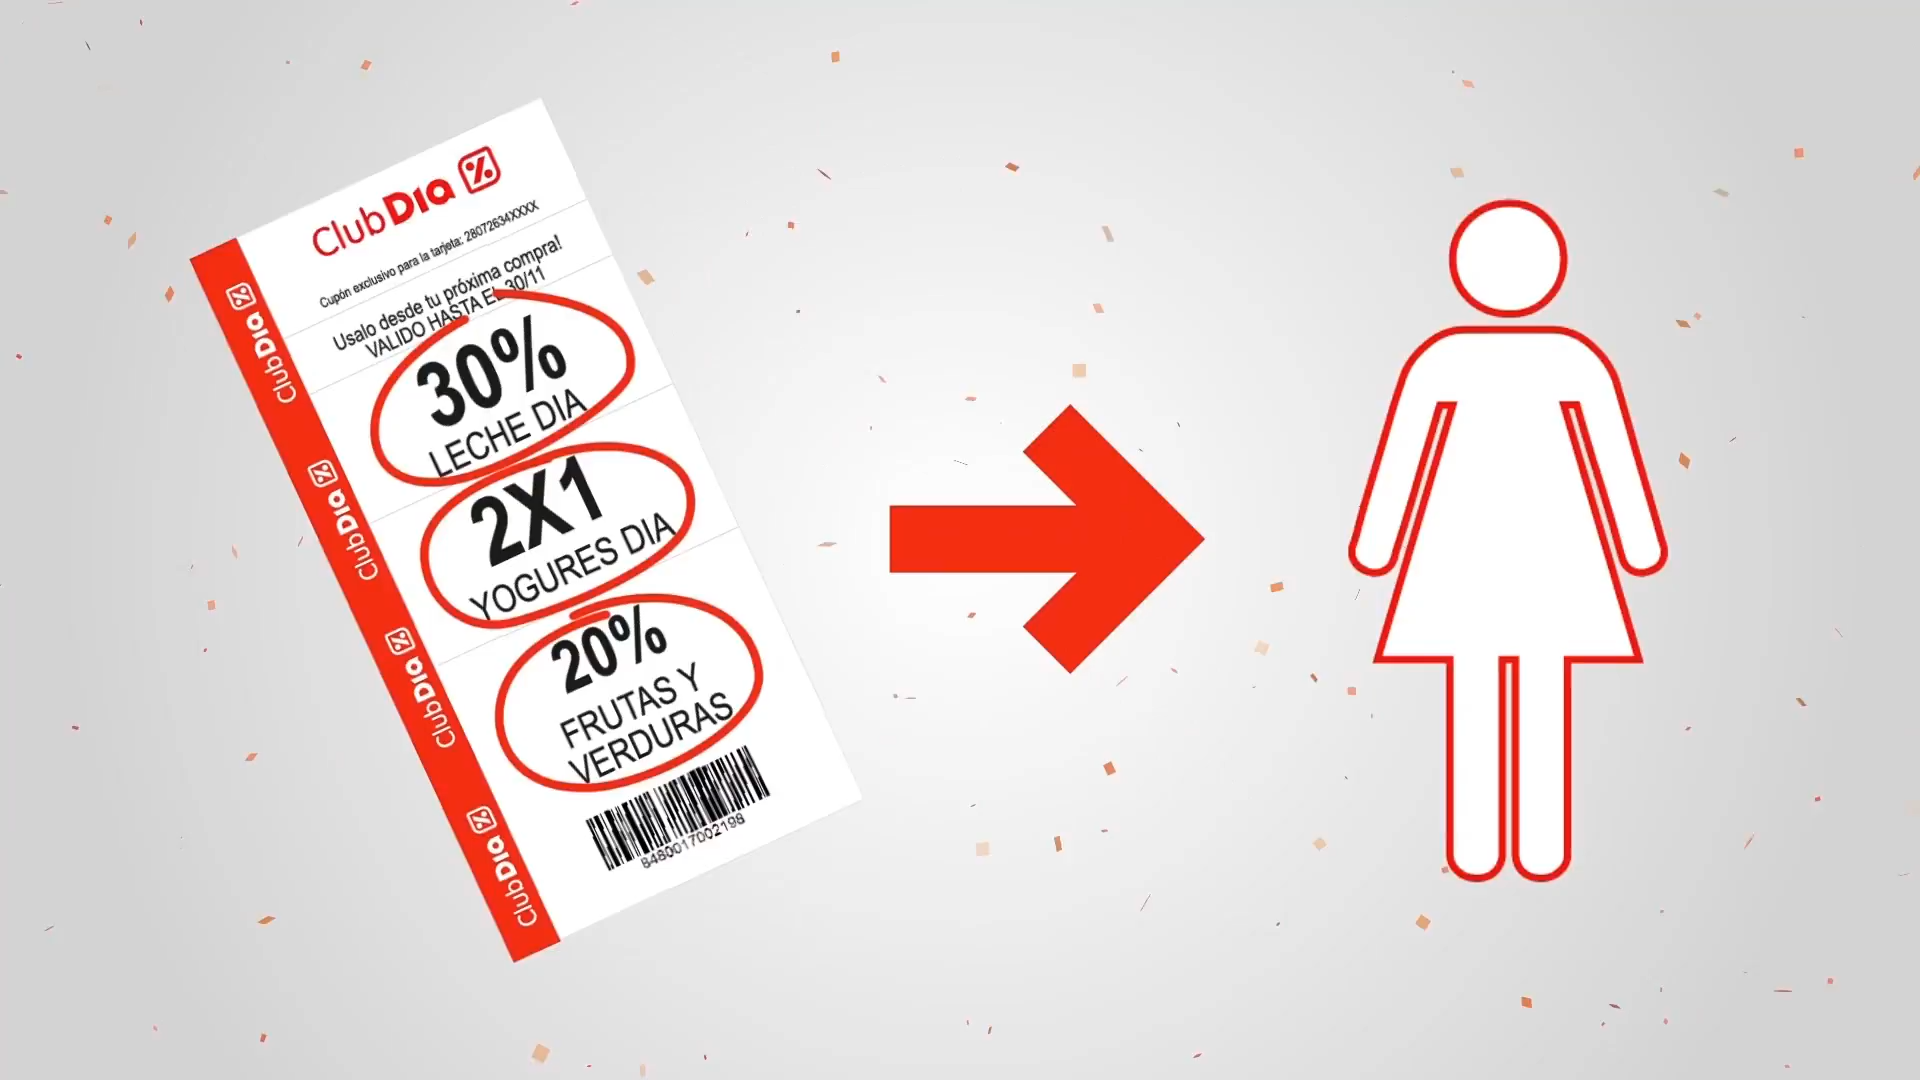 Club DIA %
Cupón exclusivo para la tarjeta: 28072634XXXX
Usalo desde tu próxima compra!
VALIDO HASTA EL 30/11
30%
LECHE DIA
2X1
YOGURES DIA
20%
FRUTAS Y
VERDURAS
8480017002198
Club DIA %
Club DIA %
Club DIA %
Club DIA %